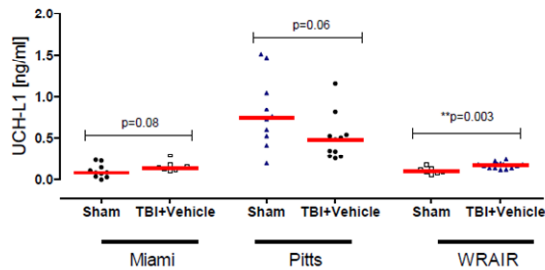 2.0
1.5
1.0
0.5
0.0
UCH-L1 [ng/ml]
p=0.08
p=0.06
**p=0.003
Sham TBI+Vehicle Sham TBI+Vehicle Sham TBI+Vehicle
Miami Pitts WRAIR